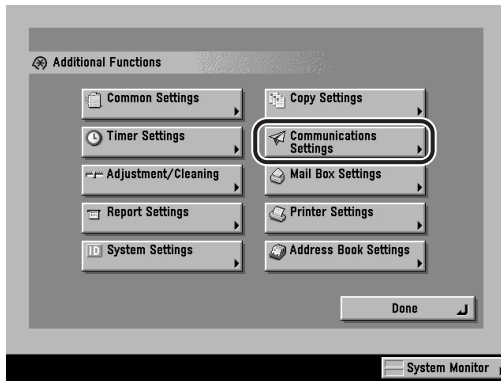 Additional Functions
Common Settings
Copy Settings
Timer Settings
Communications
Settings
Adjustment/Cleaning
Mail Box Settings
Report Settings
Printer Settings
ID System Settings
Address Book Settings
Done
System Monitor